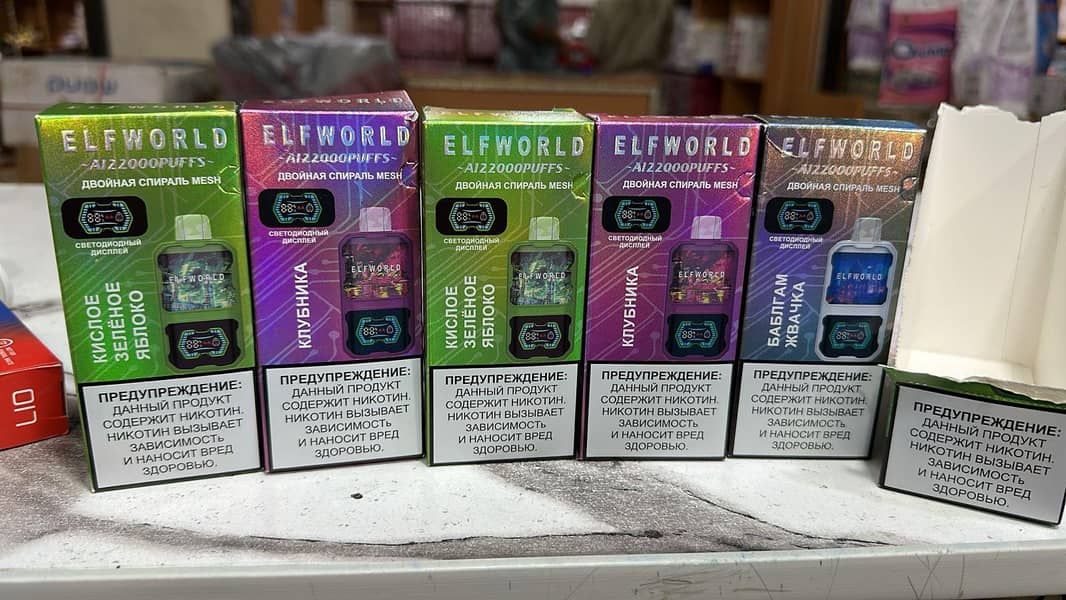 ELFWORLD
~AI22000PUFFS~
ДВОЙНАЯ СПИРАЛЬ MESH
СВЕТОДИОДНЫЙ
ДИСПЛЕЙ
ELFWORLD
КИСЛОЕ
ЗЕЛЁНОЕ
ЯБЛОКО
ПРЕДУПРЕЖДЕНИЕ:
ДАННЫЙ ПРОДУКТ
СОДЕРЖИТ НИКОТИН.
НИКОТИН ВЫЗЫВАЕТ
ЗАВИСИМОСТЬ
И НАНОСИТ ВРЕД
ЗДОРОВЬЮ.
ELFWORLD
~AI22000PUFFS~
ДВОЙНАЯ СПИРАЛЬ MESH
СВЕТОДИОДНЫЙ
ДИСПЛЕЙ
ELFWORLD
КЛУБНИКА
ПРЕДУПРЕЖДЕНИЕ:
ДАННЫЙ ПРОДУКТ
СОДЕРЖИТ НИКОТИН.
НИКОТИН ВЫЗЫВАЕТ
ЗАВИСИМОСТЬ
И НАНОСИТ ВРЕД
ЗДОРОВЬЮ.
ELFWORLD
~AI22000PUFFS~
ДВОЙНАЯ СПИРАЛЬ MESH
СВЕТОДИОДНЫЙ
ДИСПЛЕЙ
ELFWORLD
КИСЛОЕ
ЗЕЛЁНОЕ
ЯБЛОКО
ПРЕДУПРЕЖДЕНИЕ:
ДАННЫЙ ПРОДУКТ
СОДЕРЖИТ НИКОТИН.
НИКОТИН ВЫЗЫВАЕТ
ЗАВИСИМОСТЬ
И НАНОСИТ ВРЕД
ЗДОРОВЬЮ.
ELFWORLD
~AI22000PUFFS~
ДВОЙНАЯ СПИРАЛЬ MESH
СВЕТОДИОДНЫЙ
ДИСПЛЕЙ
ELFWORLD
КЛУБНИКА
ПРЕДУПРЕЖДЕНИЕ:
ДАННЫЙ ПРОДУКТ
СОДЕРЖИТ НИКОТИН.
НИКОТИН ВЫЗЫВАЕТ
ЗАВИСИМОСТЬ
И НАНОСИТ ВРЕД
ЗДОРОВЬЮ.
ELFWORLD
~AI22000PUFFS~
ДВОЙНАЯ СПИРАЛЬ MESH
СВЕТОДИОДНЫЙ
ДИСПЛЕЙ
ELFWORLD
БАБЛГАМ
ЖВАЧКА
ПРЕДУПРЕЖДЕНИЕ:
ДАННЫЙ ПРОДУКТ
СОДЕРЖИТ НИКОТИН.
НИКОТИН ВЫЗЫВАЕТ
ЗАВИСИМОСТЬ
И НАНОСИТ ВРЕД
ЗДОРОВЬЮ.
ПРЕДУПРЕЖДЕНИЕ:
ДАННЫЙ ПРОДУКТ
СОДЕРЖИТ НИКОТИН.
НИКОТИН ВЫЗЫВАЕТ
ЗАВИСИМОСТЬ
И НАНОСИТ ВРЕД
ЗДОРОВЬЮ.